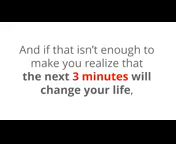 And if that isn't enough to
make you realize that
the next 3 minutes will
change your life,